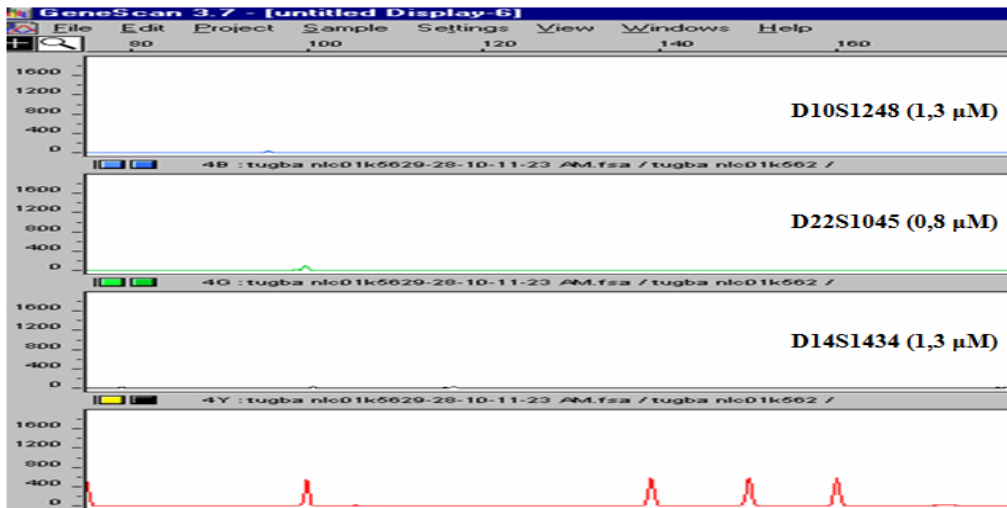 GeneScan 3.7 - [untitled Display-6]
File Edit Project Sample Settings View Windows Help
80 100 120 140 160
1600
1200
800
400
0
D10S1248 (1,3 µM)
4B : tugba nlc01k5629-28-10-11-23 AM.fsa / tugba nlc01k562 /
1600
1200
800
400
0
D22S1045 (0,8 µM)
4G : tugba nlc01k5629-28-10-11-23 AM.fsa / tugba nlc01k562 /
1600
1200
800
400
0
D14S1434 (1,3 µM)
4Y : tugba nlc01k5629-28-10-11-23 AM.fsa / tugba nlc01k562 /
1600
1200
800
400
0